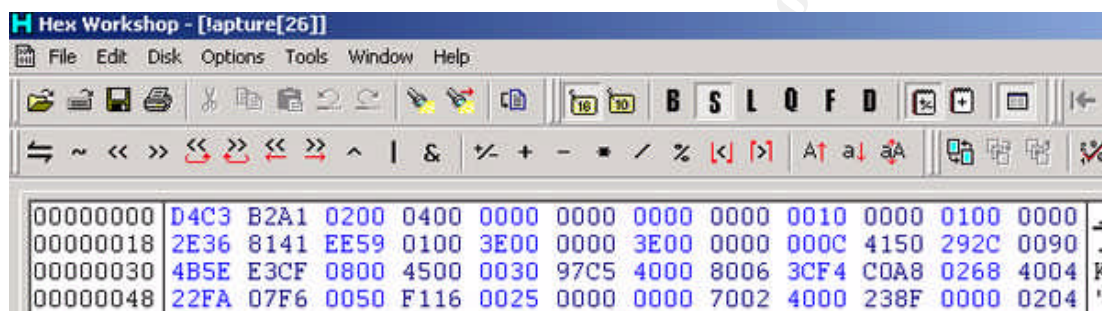 Hex Workshop - [!apture[26]]
File Edit Disk Options Tools Window Help
16 10 B S L Q F D
~ << >> << >> << >> ^ | & +/- + - * / % A a aA
00000000 D4C3 B2A1 0200 0400 0000 0000 0000 0000 0010 0000 0100 0000
00000018 2E36 8141 EE59 0100 3E00 0000 3E00 0000 000C 4150 292C 0090
00000030 4B5E E3CF 0800 4500 0030 97C5 4000 8006 3CF4 C0A8 0268 4004
00000048 22FA 07F6 0050 F116 0025 0000 0000 7002 4000 238F 0000 0204